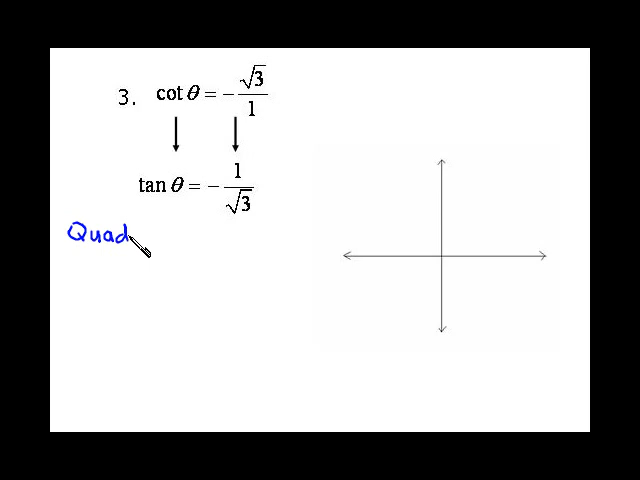 3. cot θ = -√3/1
tan θ = -1/√3
Quad